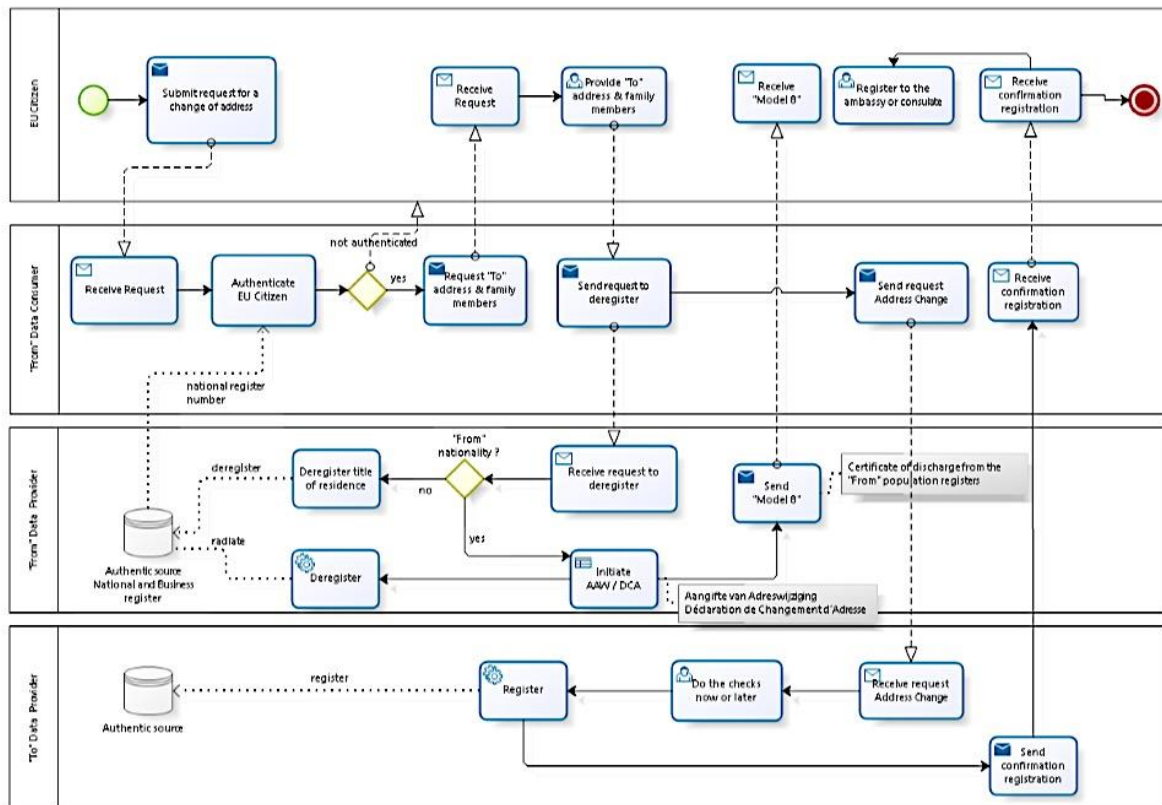 EU Citizen
Submit request for a
change of address
Receive
Request
Provide "To"
address & family
members
Receive
"Model 8"
Register to the
embassy or consulate
Receive
confirmation
registration
"From" Data Consumer
Receive Request
Authenticate
EU Citizen
not authenticated
yes
Request "To"
address & family
members
Send request to
deregister
Send request
Address Change
Receive
confirmation
registration
national register
number
"From" Data Provider
deregister
radiate
Authentic source
National and Business
register
Deregister title
of residence
Deregister
"From"
nationality ?
no
yes
Receive request to
deregister
Initiate
AAW / DCA
Send
"Model 8"
Certificate of discharge from the
"From" population registers
Aangifte van Adreswijziging
Déclaration de Changement d'Adresse
"To" Data Provider
Authentic source
register
Register
Do the checks
now or later
Receive request
Address Change
Send
confirmation
registration